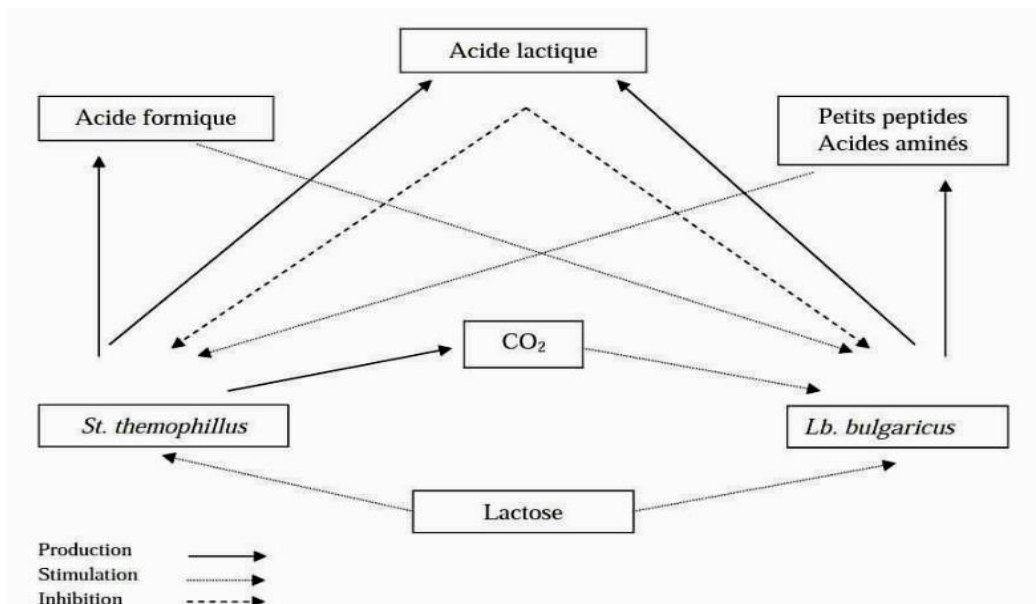 Acide lactique
Acide formique
Petits peptides
Acides aminés
CO₂
St. themophillus
Lb. bulgaricus
Lactose
Production
Stimulation
Inhibition